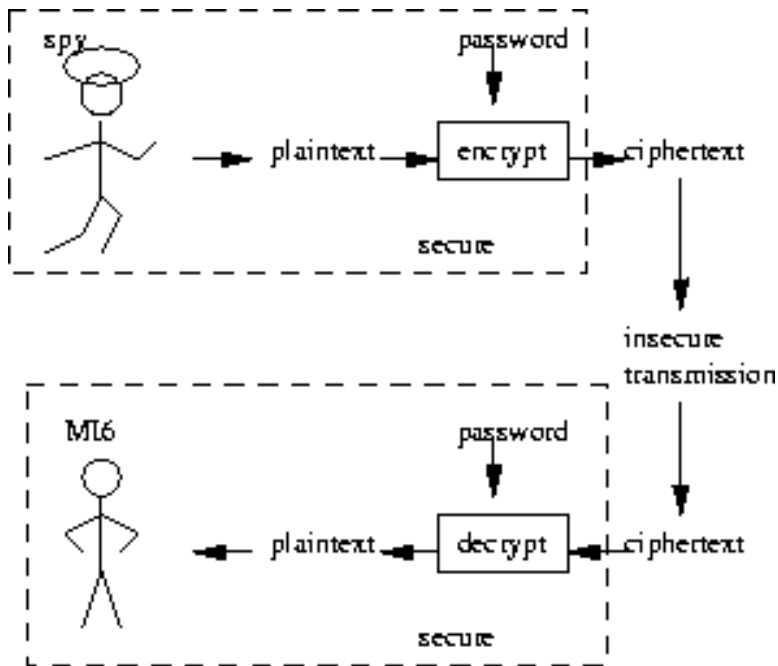 spy
password
plaintext
encrypt
ciphertext
secure
insecure
transmission
MI6
password
plaintext
decrypt
ciphertext
secure